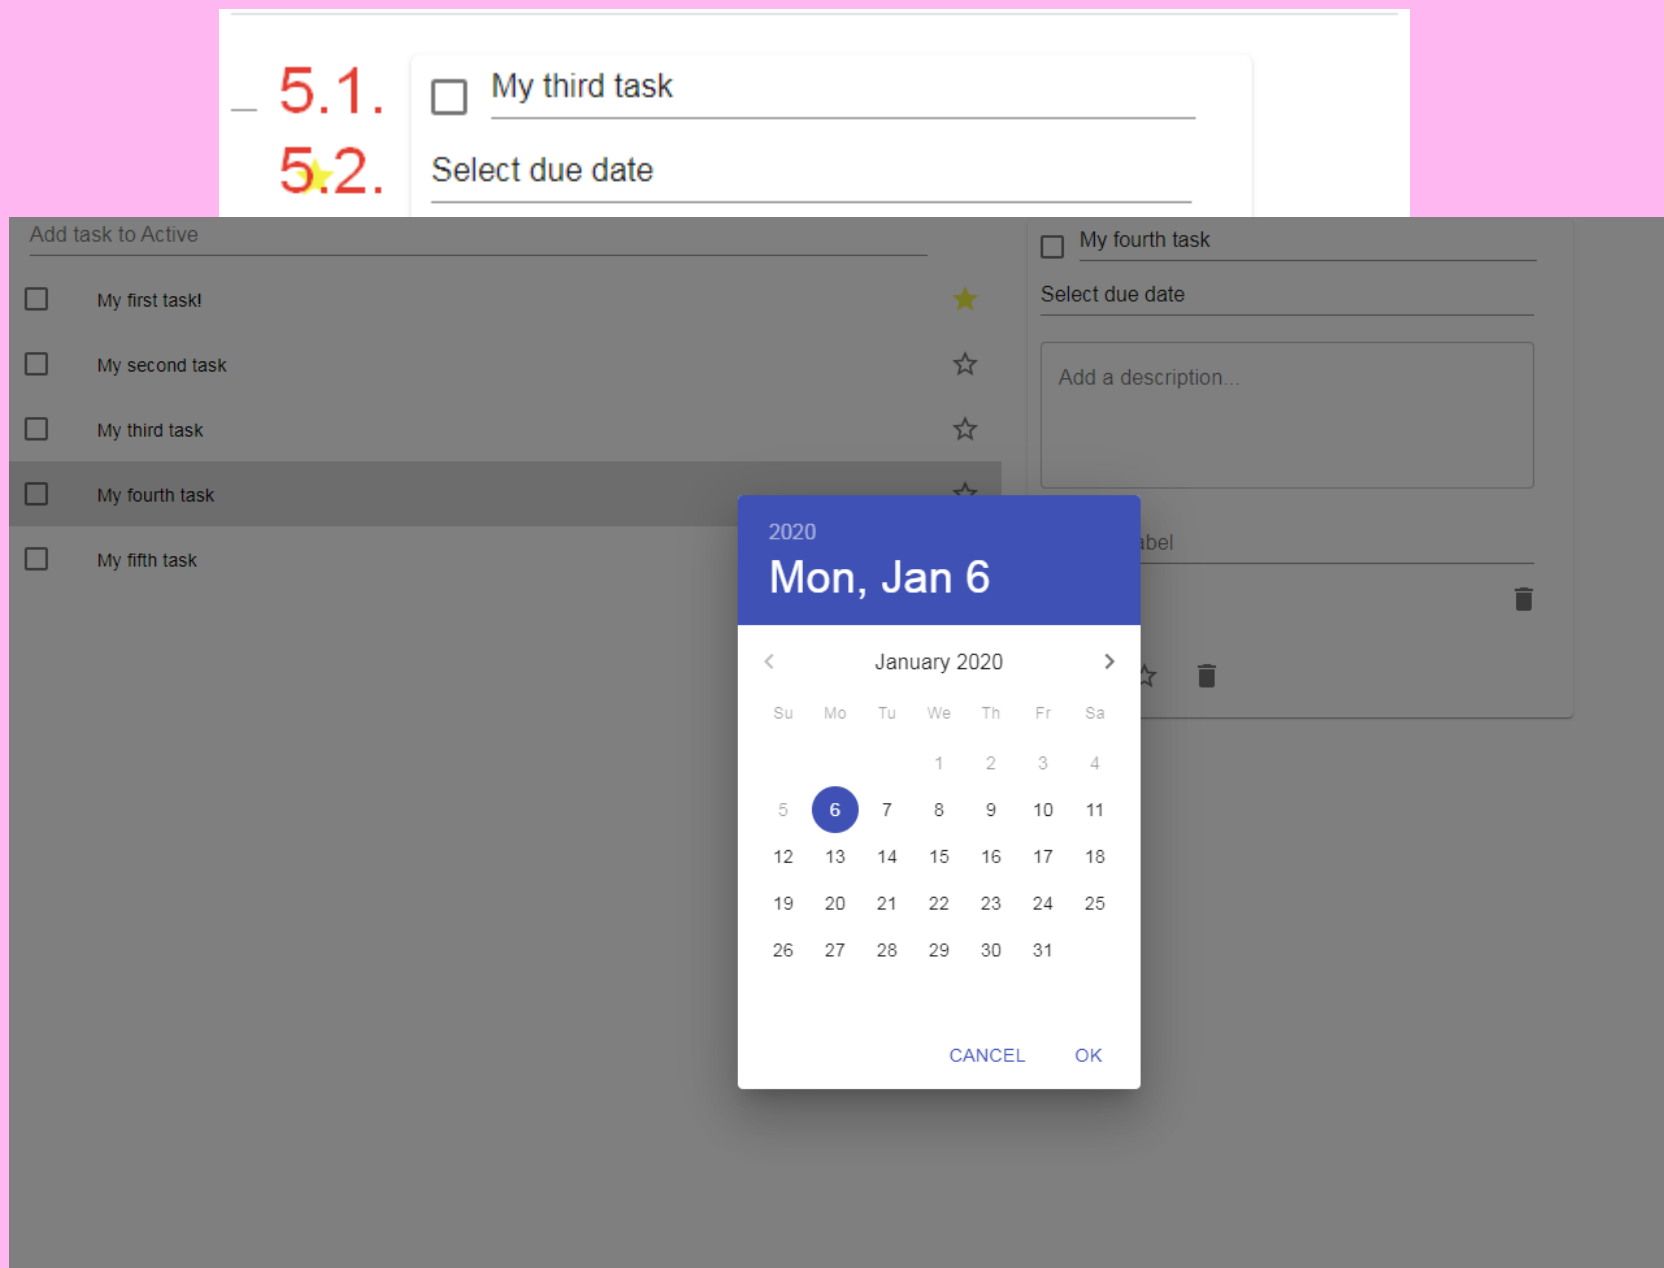 5.1. My third task
5.2. Select due date
Add task to Active
My first task!
My second task
My third task
My fourth task
My fifth task
My fourth task
Select due date
Add a description...
abel
2020
Mon, Jan 6
January 2020
Su Mo Tu We Th Fr Sa
1 2 3 4
5 6 7 8 9 10 11
12 13 14 15 16 17 18
19 20 21 22 23 24 25
26 27 28 29 30 31
CANCEL OK